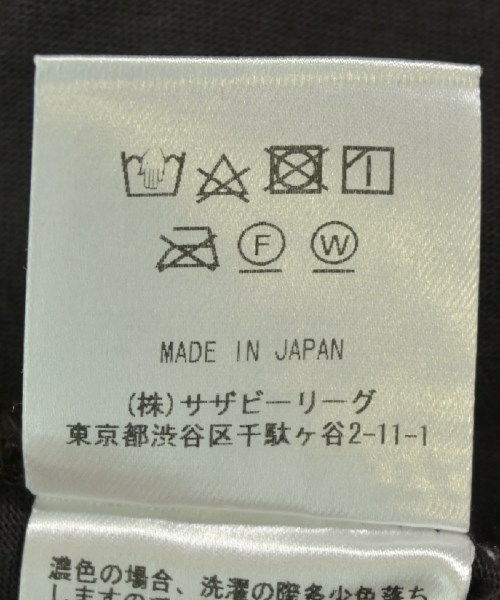 F W
MADE IN JAPAN
(株)サザビーリーグ
東京都渋谷区千駄ヶ谷2-11-1
濃色の場合、洗濯の際多少色落ち